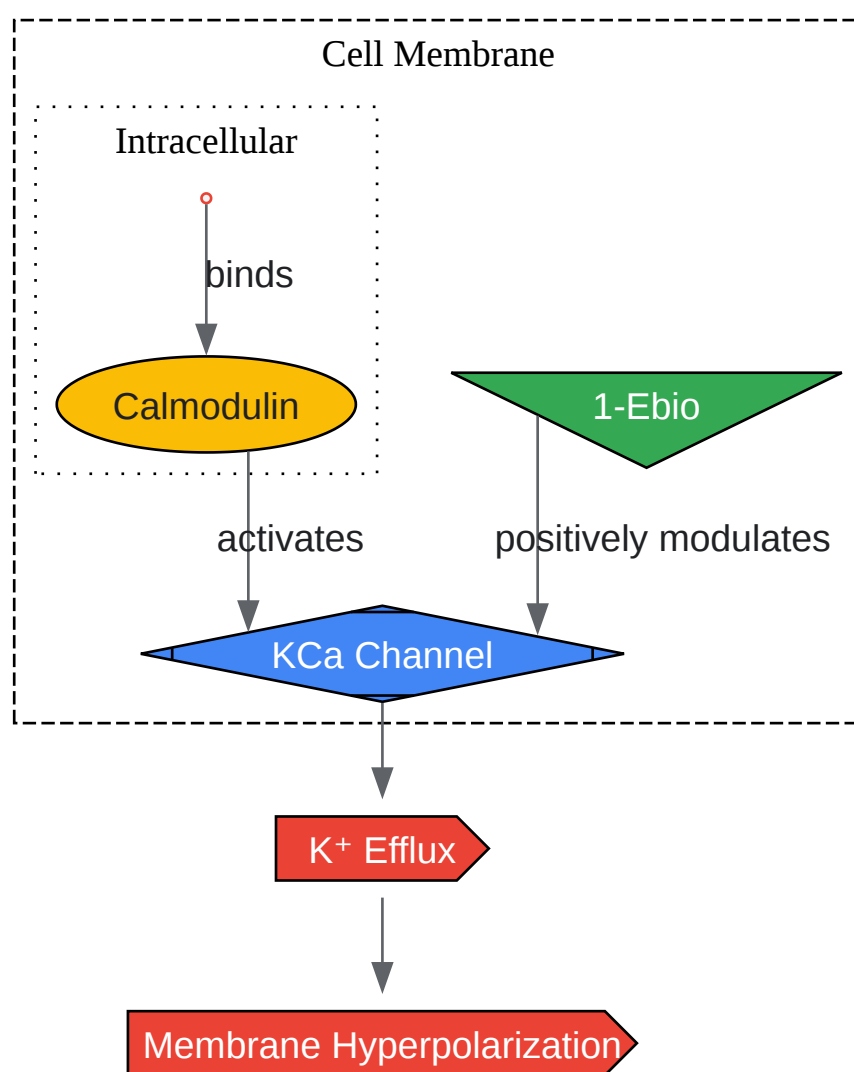 Cell Membrane
Intracellular
binds
Calmodulin
1-Ebio
activates
positively modulates
KCa Channel
K⁺ Efflux
Membrane Hyperpolarization